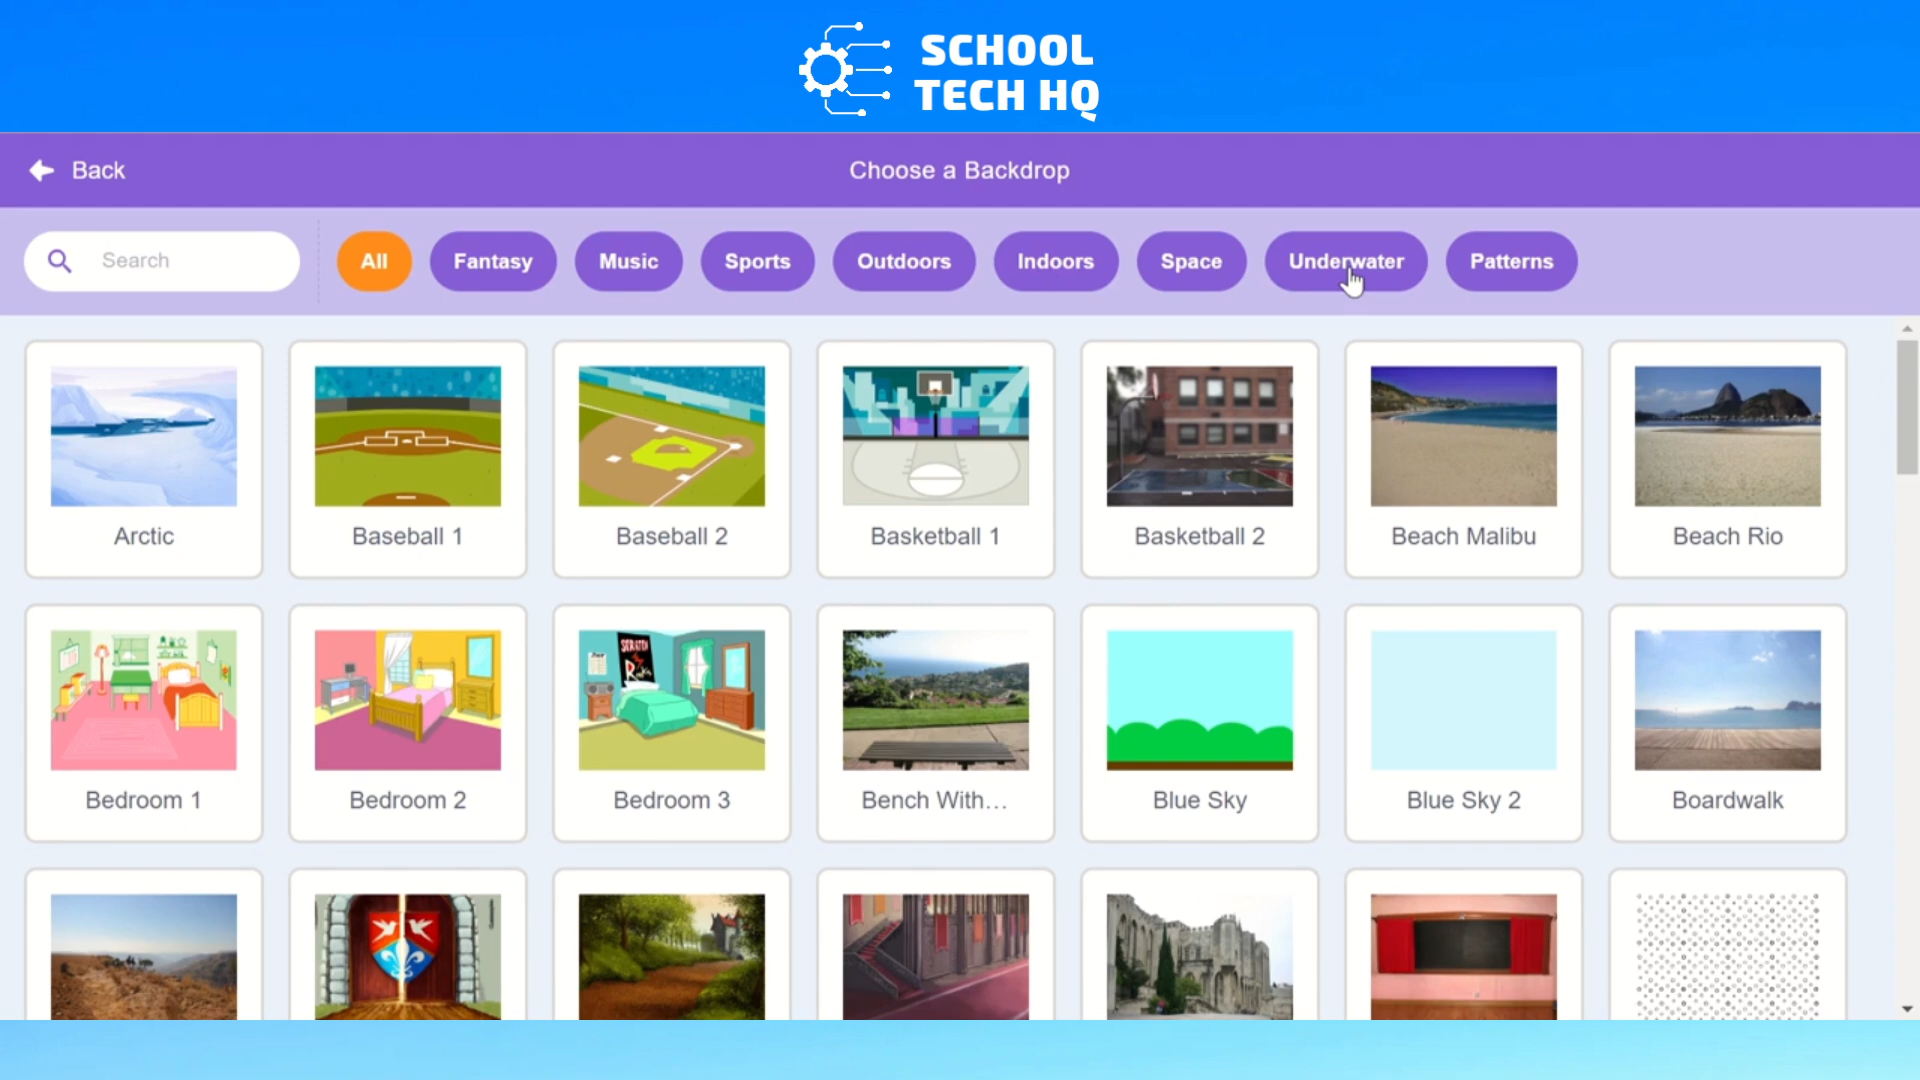 SCHOOL
TECH HQ
Back
Choose a Backdrop
Search
All
Fantasy
Music
Sports
Outdoors
Indoors
Space
Underwater
Patterns
Arctic
Baseball 1
Baseball 2
Basketball 1
Basketball 2
Beach Malibu
Beach Rio
SCRATCH
Bedroom 1
Bedroom 2
Bedroom 3
Bench With...
Blue Sky
Blue Sky 2
Boardwalk